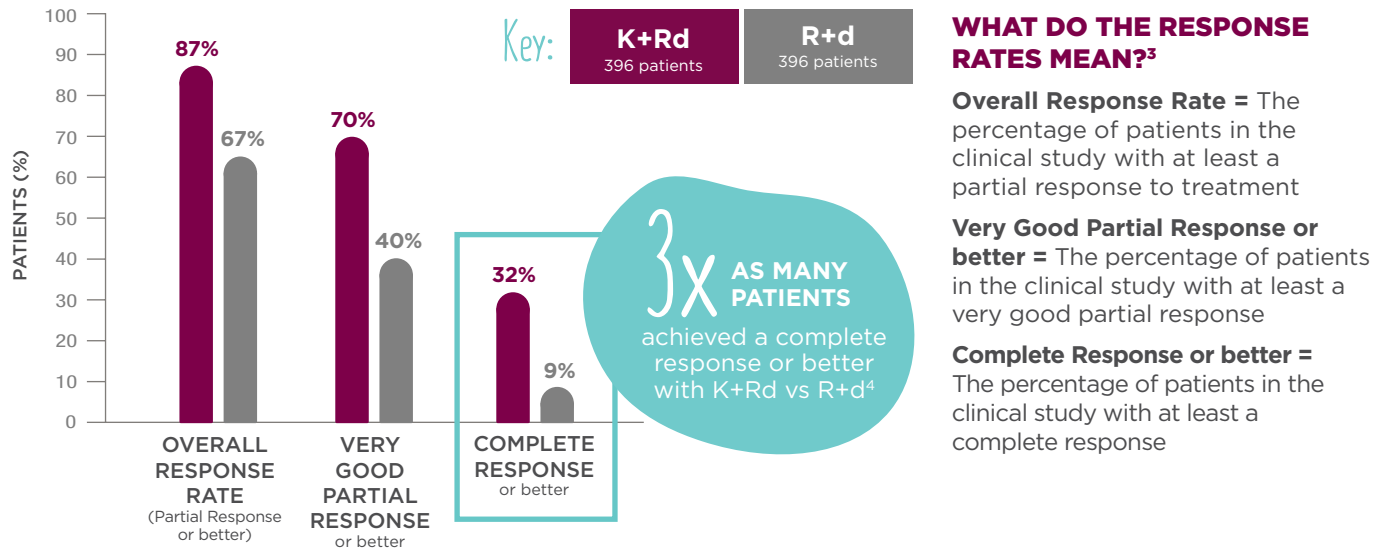 100
90
80
70
60
50
40
30
20
10
0
PATIENTS (%)
87%
67%
70%
40%
32%
9%
OVERALL
RESPONSE
RATE
(Partial Response
or better)
VERY
GOOD
PARTIAL
RESPONSE
or better
COMPLETE
RESPONSE
or better
Key:
K+Rd
396 patients
R+d
396 patients
3X AS MANY
PATIENTS
achieved a complete
response or better
with K+Rd vs R+d⁴
WHAT DO THE RESPONSE
RATES MEAN?³
Overall Response Rate = The
percentage of patients in the
clinical study with at least a
partial response to treatment
Very Good Partial Response or
better = The percentage of patients
in the clinical study with at least a
very good partial response
Complete Response or better =
The percentage of patients in the
clinical study with at least a
complete response